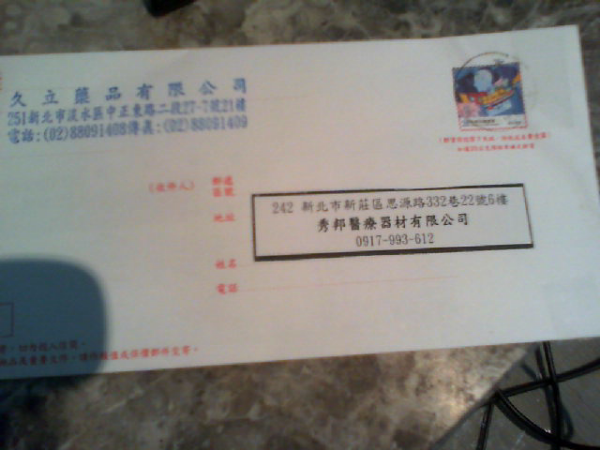 久立藥品有限公司
251新北市淡水區中正東路二段27-7號21樓
電話:(02)88091408傳真:(02)88091409
(收件人)
郵遞
區號
地址
242 新北市新莊區思源路332巷22號6樓
秀邦醫療器材有限公司
0917-993-612
姓名
電話